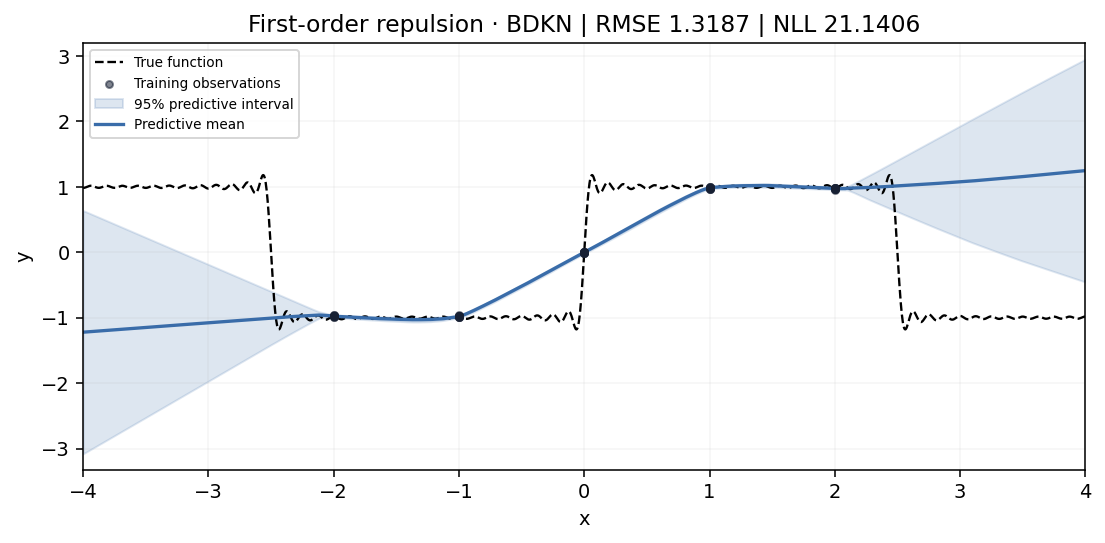 First-order repulsion · BDKN | RMSE 1.3187 | NLL 21.1406
True function
Training observations
95% predictive interval
Predictive mean
y
3
2
1
0
−1
−2
−3
−4 −3 −2 −1 0 1 2 3 4
x